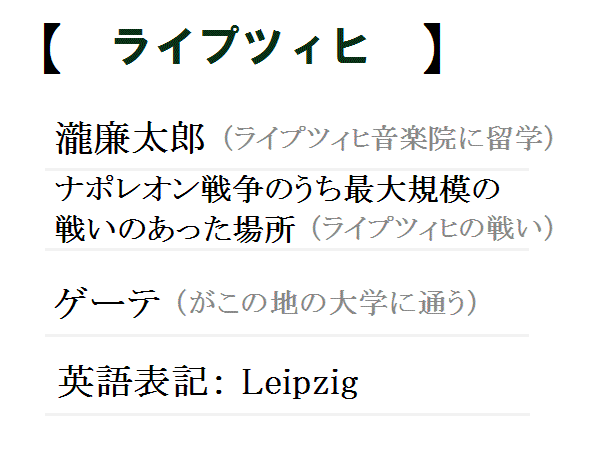 【 ライプツィヒ 】
瀧廉太郎（ライプツィヒ音楽院に留学）
ナポレオン戦争のうち最大規模の
戦いのあった場所（ライプツィヒの戦い）
ゲーテ（がこの地の大学に通う）
英語表記： Leipzig